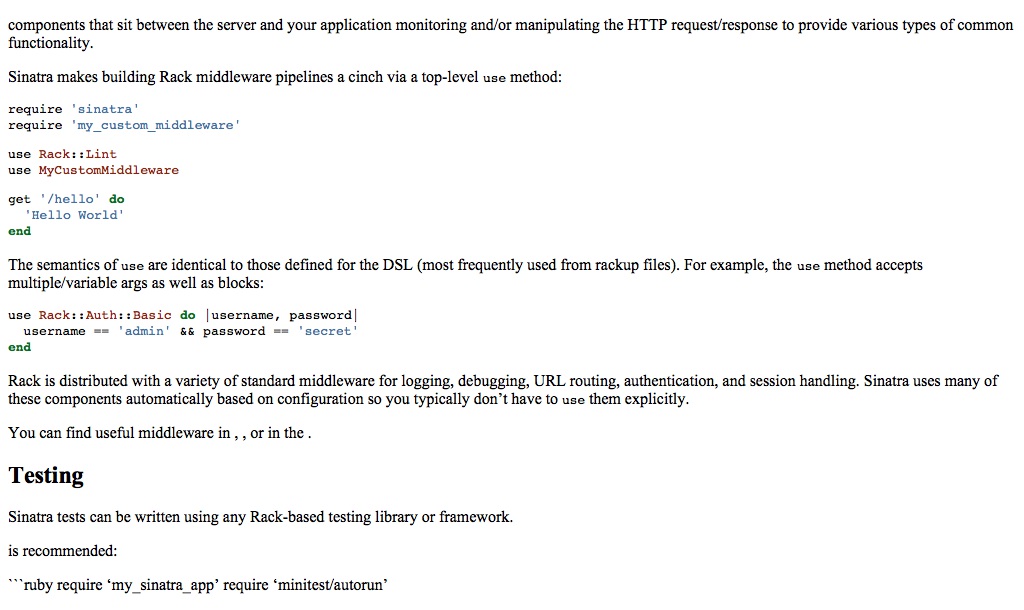 components that sit between the server and your application monitoring and/or manipulating the HTTP request/response to provide various types of common
functionality.
Sinatra makes building Rack middleware pipelines a cinch via a top-level use method:
require 'sinatra'
require 'my_custom_middleware'
use Rack::Lint
use MyCustomMiddleware
get '/hello' do
  'Hello World'
end
The semantics of use are identical to those defined for the DSL (most frequently used from rackup files). For example, the use method accepts
multiple/variable args as well as blocks:
use Rack::Auth::Basic do |username, password|
  username == 'admin' && password == 'secret'
end
Rack is distributed with a variety of standard middleware for logging, debugging, URL routing, authentication, and session handling. Sinatra uses many of
these components automatically based on configuration so you typically don’t have to use them explicitly.
You can find useful middleware in , , or in the .
Testing
Sinatra tests can be written using any Rack-based testing library or framework.
is recommended:
```ruby require ‘my_sinatra_app’ require ‘minitest/autorun’